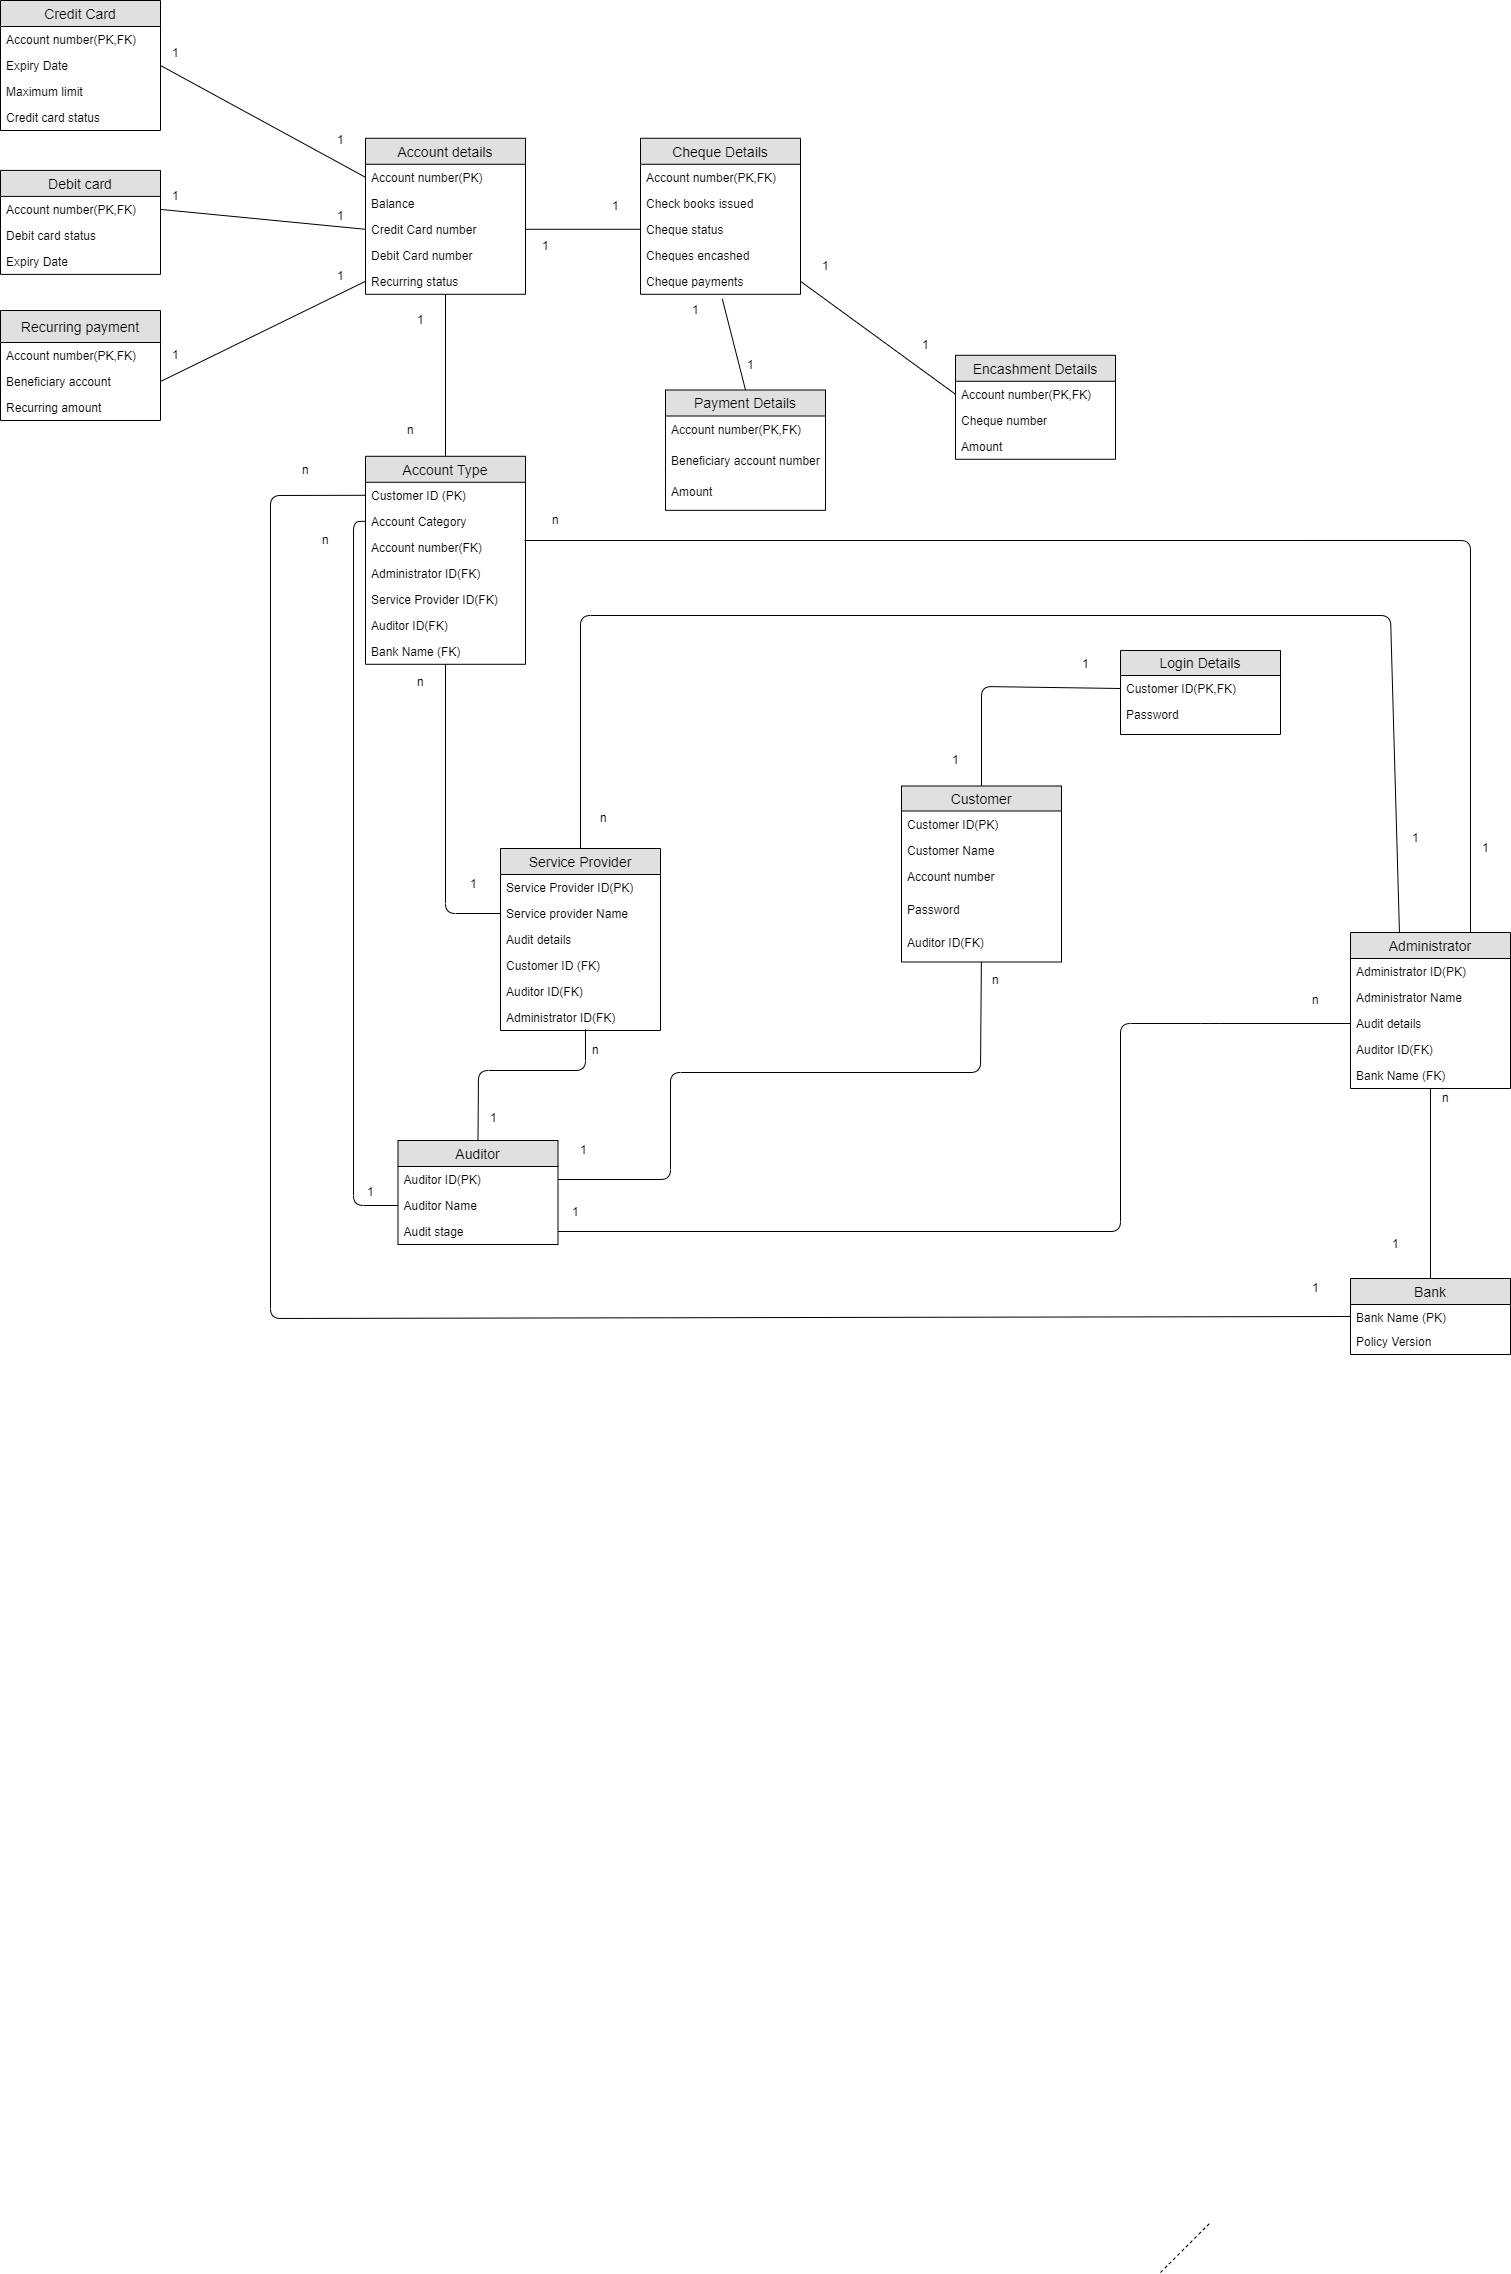 Credit Card
Account number(PK,FK)
Expiry Date
Maximum limit
Credit card status
1
1
Debit card
Account number(PK,FK)
Debit card status
Expiry Date
1
1
Recurring payment
Account number(PK,FK)
Beneficiary account
Recurring amount
1
1
Account details
Account number(PK)
Balance
Credit Card number
Debit Card number
Recurring status
1
1
Cheque Details
Account number(PK,FK)
Check books issued
Cheque status
Cheques encashed
Cheque payments
1
1
1
1
Payment Details
Account number(PK,FK)
Beneficiary account number
Amount
Encashment Details
Account number(PK,FK)
Cheque number
Amount
1
n
n
n
n
Account Type
Customer ID (PK)
Account Category
Account number(FK)
Administrator ID(FK)
Service Provider ID(FK)
Auditor ID(FK)
Bank Name (FK)
n
1
n
Service Provider
Service Provider ID(PK)
Service provider Name
Audit details
Customer ID (FK)
Auditor ID(FK)
Administrator ID(FK)
n
1
Login Details
Customer ID(PK,FK)
Password
1
1
Customer
Customer ID(PK)
Customer Name
Account number
Password
Auditor ID(FK)
n
1
1
n
Administrator
Administrator ID(PK)
Administrator Name
Audit details
Auditor ID(FK)
Bank Name (FK)
n
Auditor
Auditor ID(PK)
Auditor Name
Audit stage
1
1
1
1
1
Bank
Bank Name (PK)
Policy Version